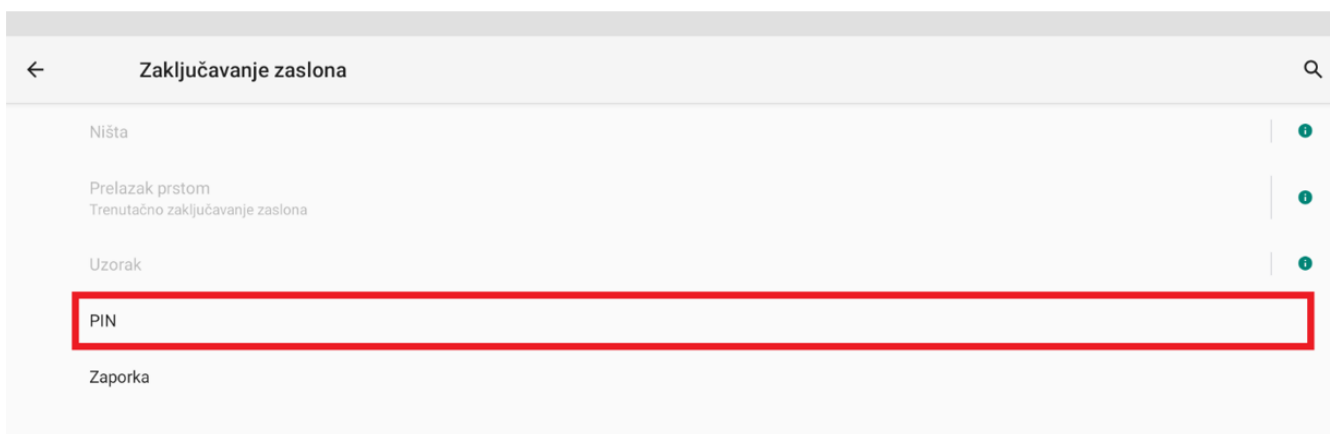 Zaključavanje zaslona
Ništa
Prelazak prstom
Trenutačno zaključavanje zaslona
Uzorak
PIN
Zaporka